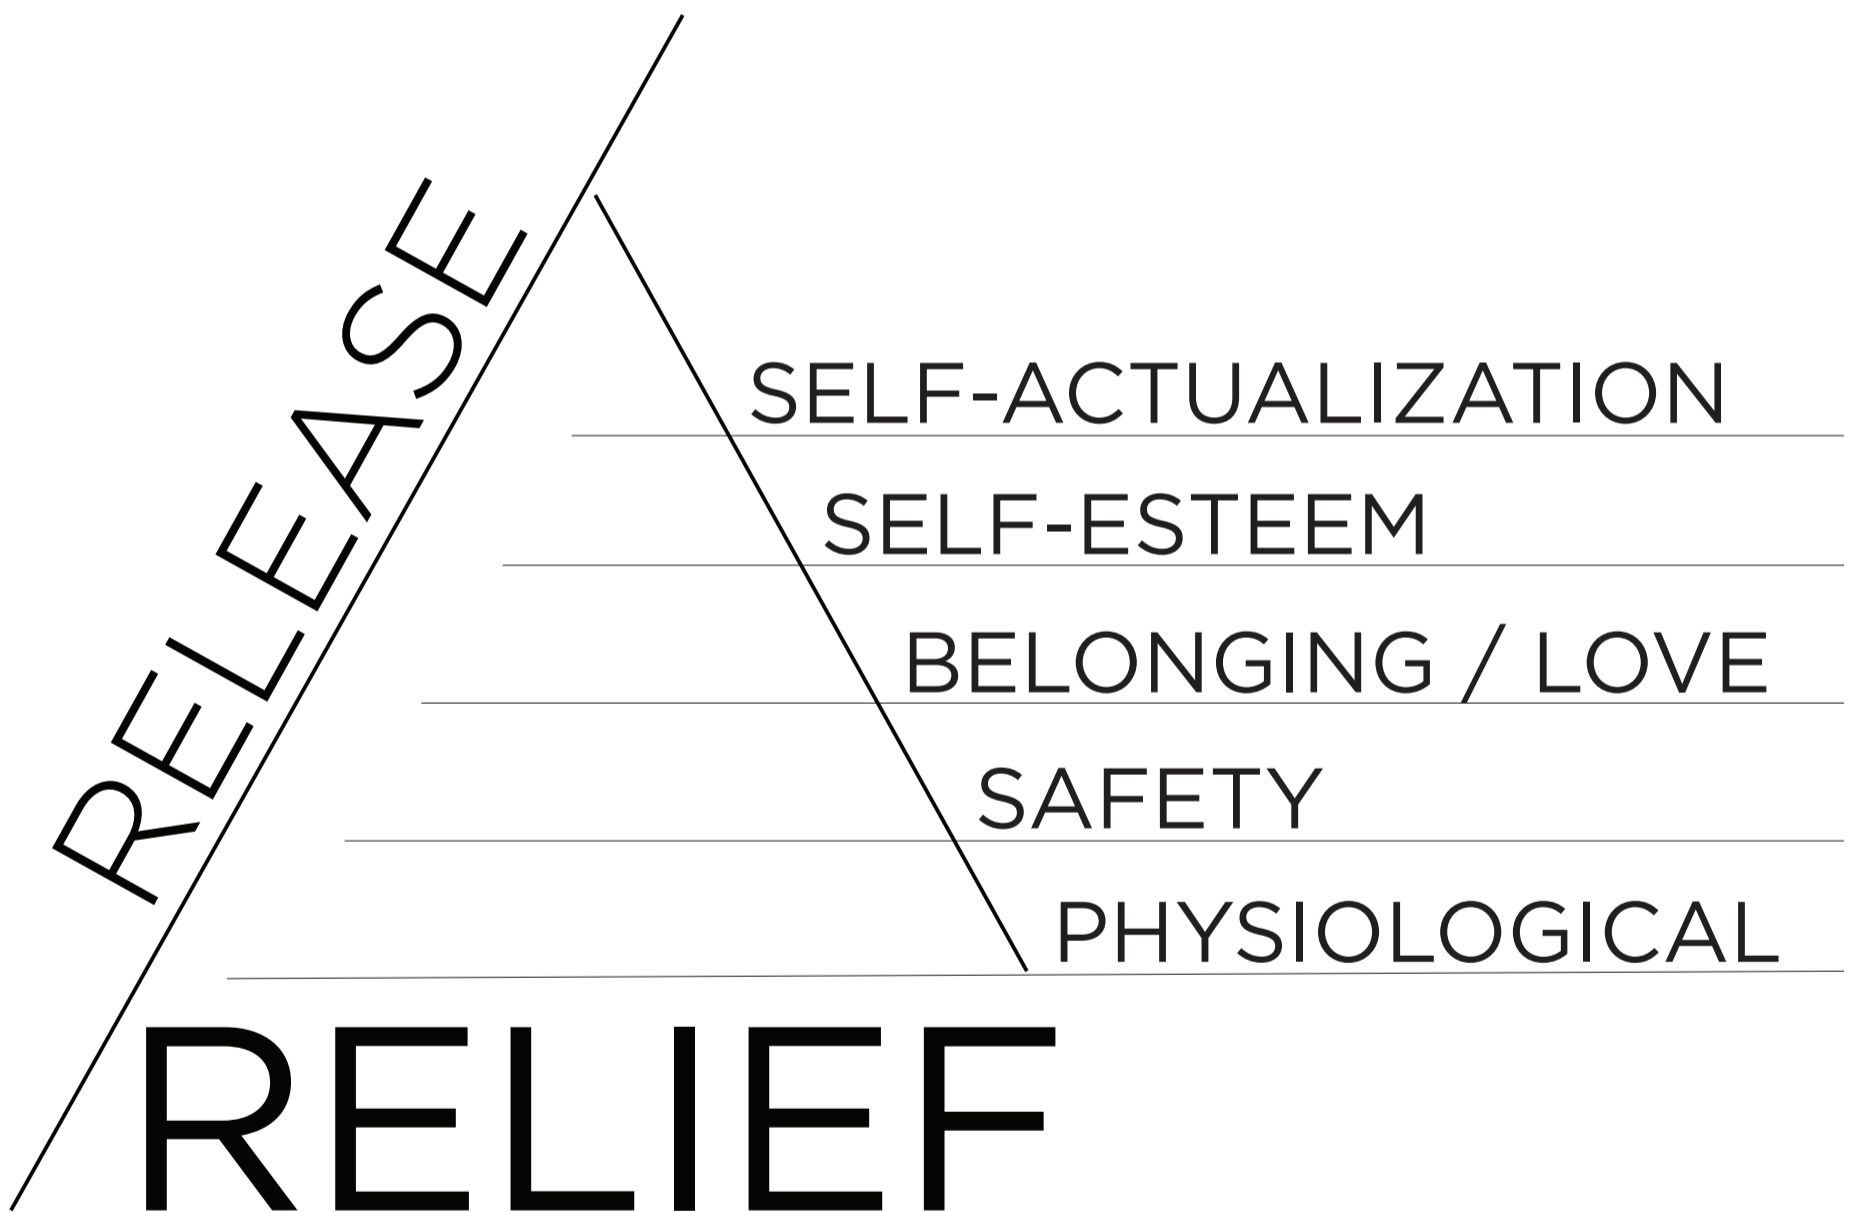 RELEASE
SELF-ACTUALIZATION
SELF-ESTEEM
BELONGING / LOVE
SAFETY
PHYSIOLOGICAL
RELIEF